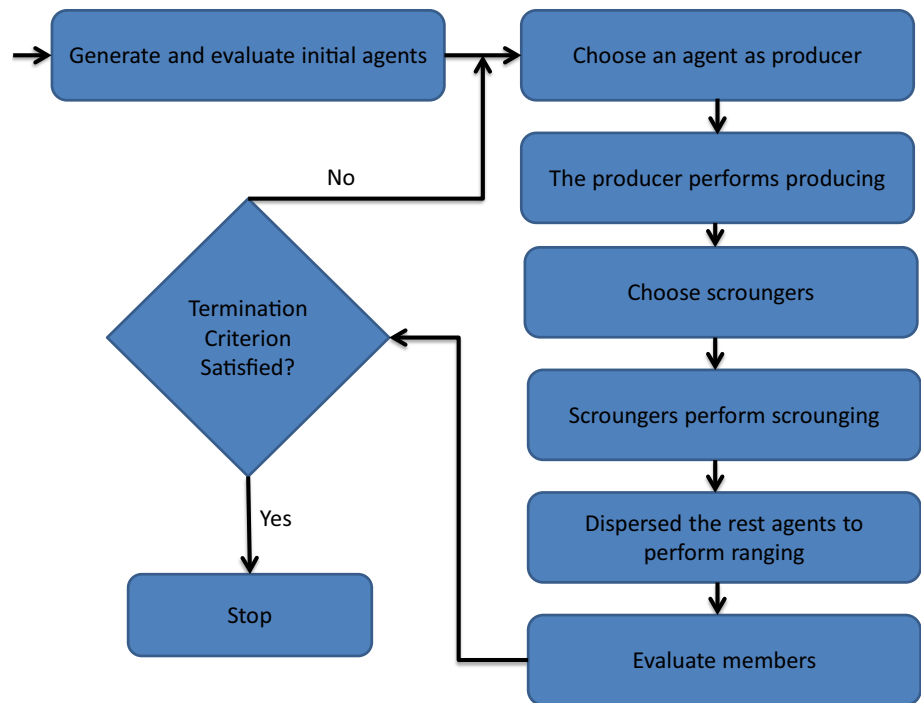 Generate and evaluate initial agents
Choose an agent as producer
The producer performs producing
Choose scroungers
Scroungers perform scrounging
Dispersed the rest agents to
perform ranging
Evaluate members
Termination
Criterion
Satisfied?
No
Yes
Stop